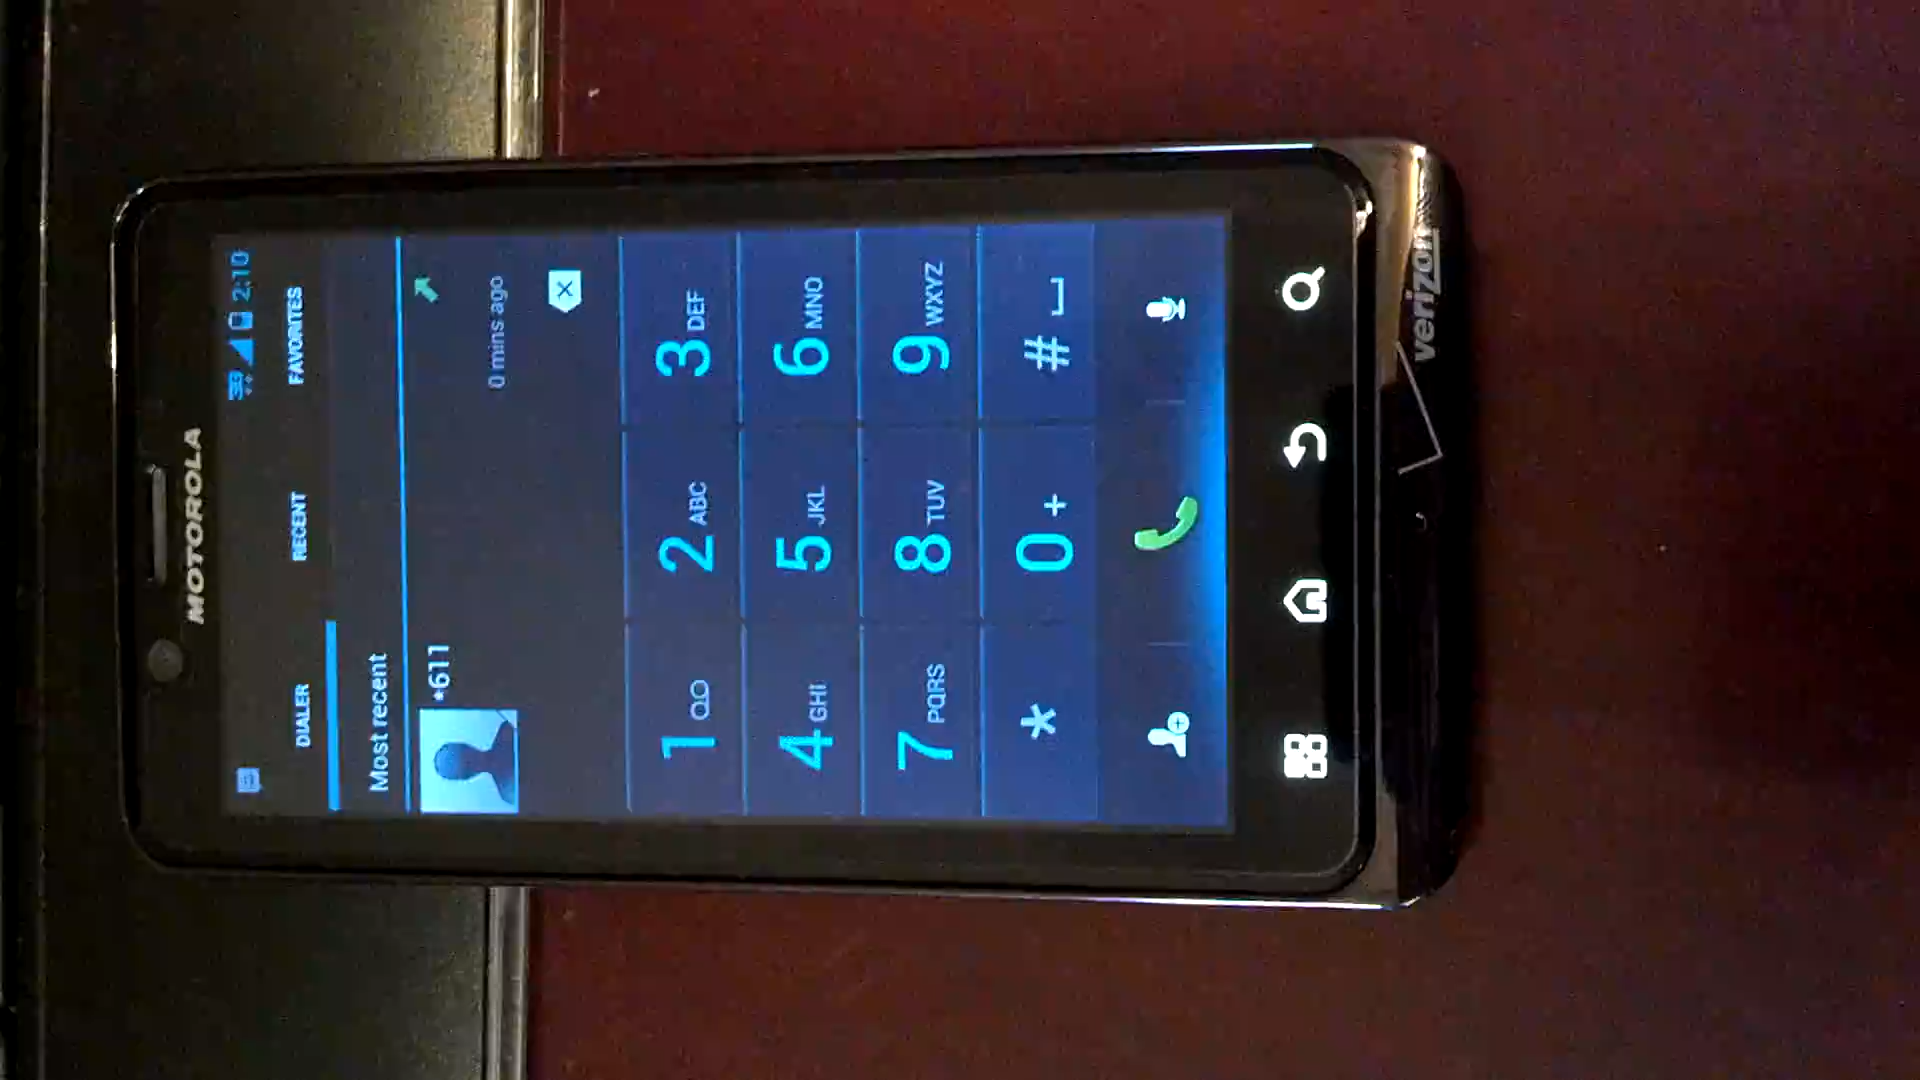 MOTOROLA
3G 2:10
DIALER RECENT FAVORITES
Most recent
*611
0 mins ago
1 2 ABC 3 DEF
4 GHI 5 JKL 6 MNO
7 PQRS 8 TUV 9 WXYZ
* 0 + #
verizon